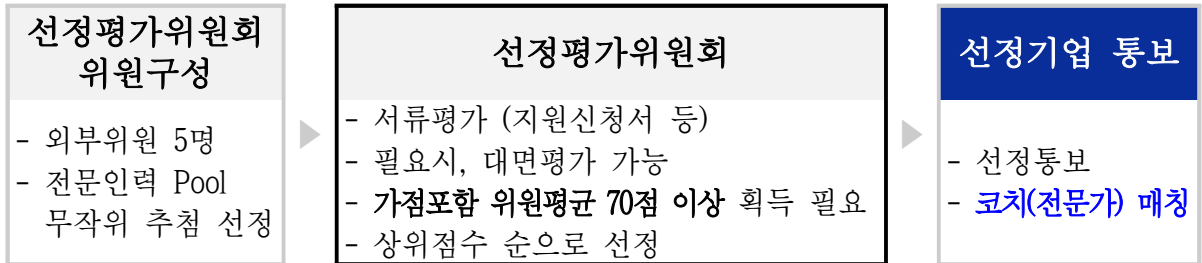 선정평가위원회
위원구성
- 외부위원 5명
- 전문인력 Pool
무작위 추첨 선정
선정평가위원회
- 서류평가 (지원신청서 등)
- 필요시, 대면평가 가능
- 가점포함 위원평균 70점 이상 획득 필요
- 상위점수 순으로 선정
선정기업 통보
- 선정통보
- 코치(전문가) 매칭